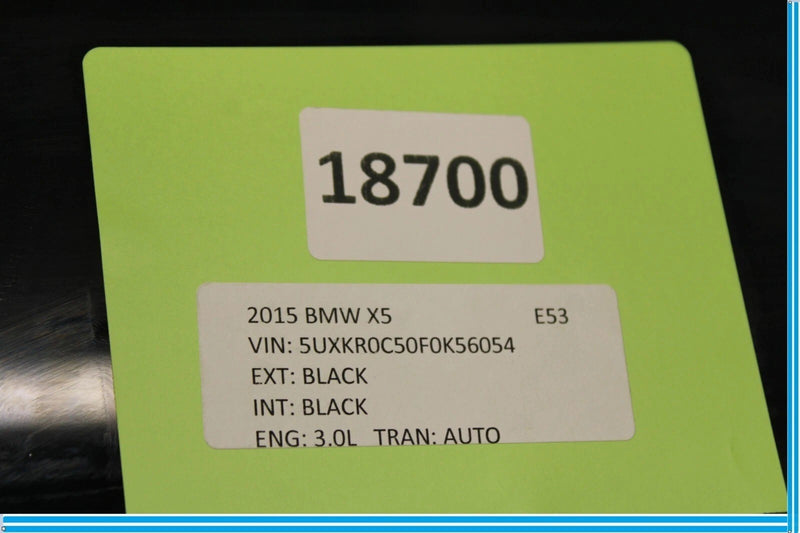 18700
2015 BMW X5 E53
VIN: 5UXKR0C50F0K56054
EXT: BLACK
INT: BLACK
ENG: 3.0L TRAN: AUTO